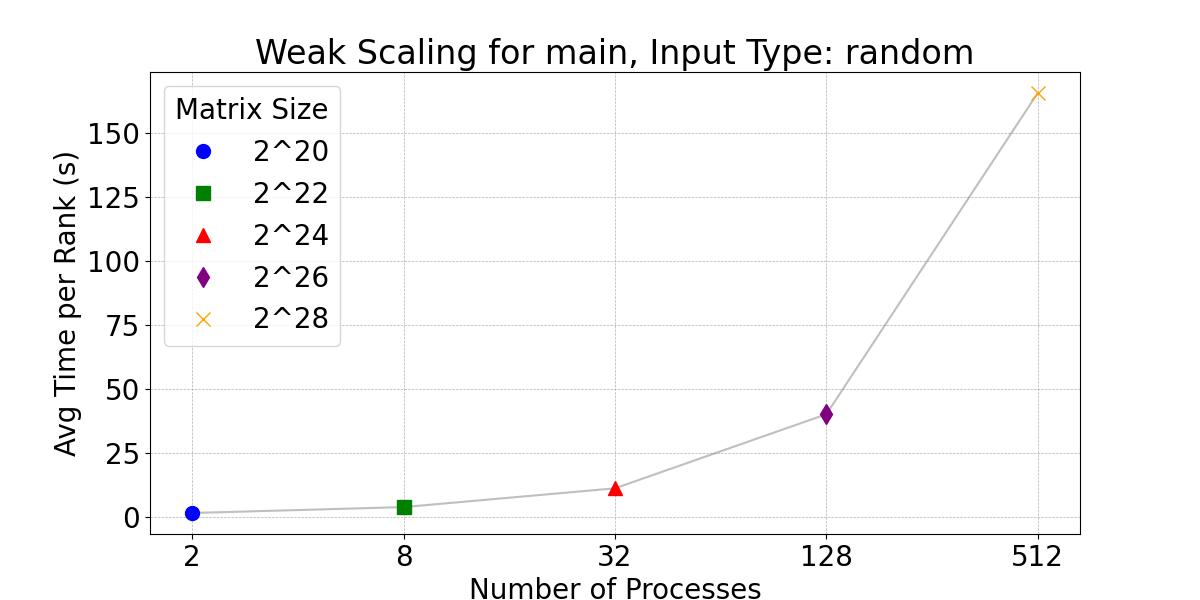 Weak Scaling for main, Input Type: random
Matrix Size
2^20
2^22
2^24
2^26
2^28
Avg Time per Rank (s)
150
125
100
75
50
25
0
2 8 32 128 512
Number of Processes